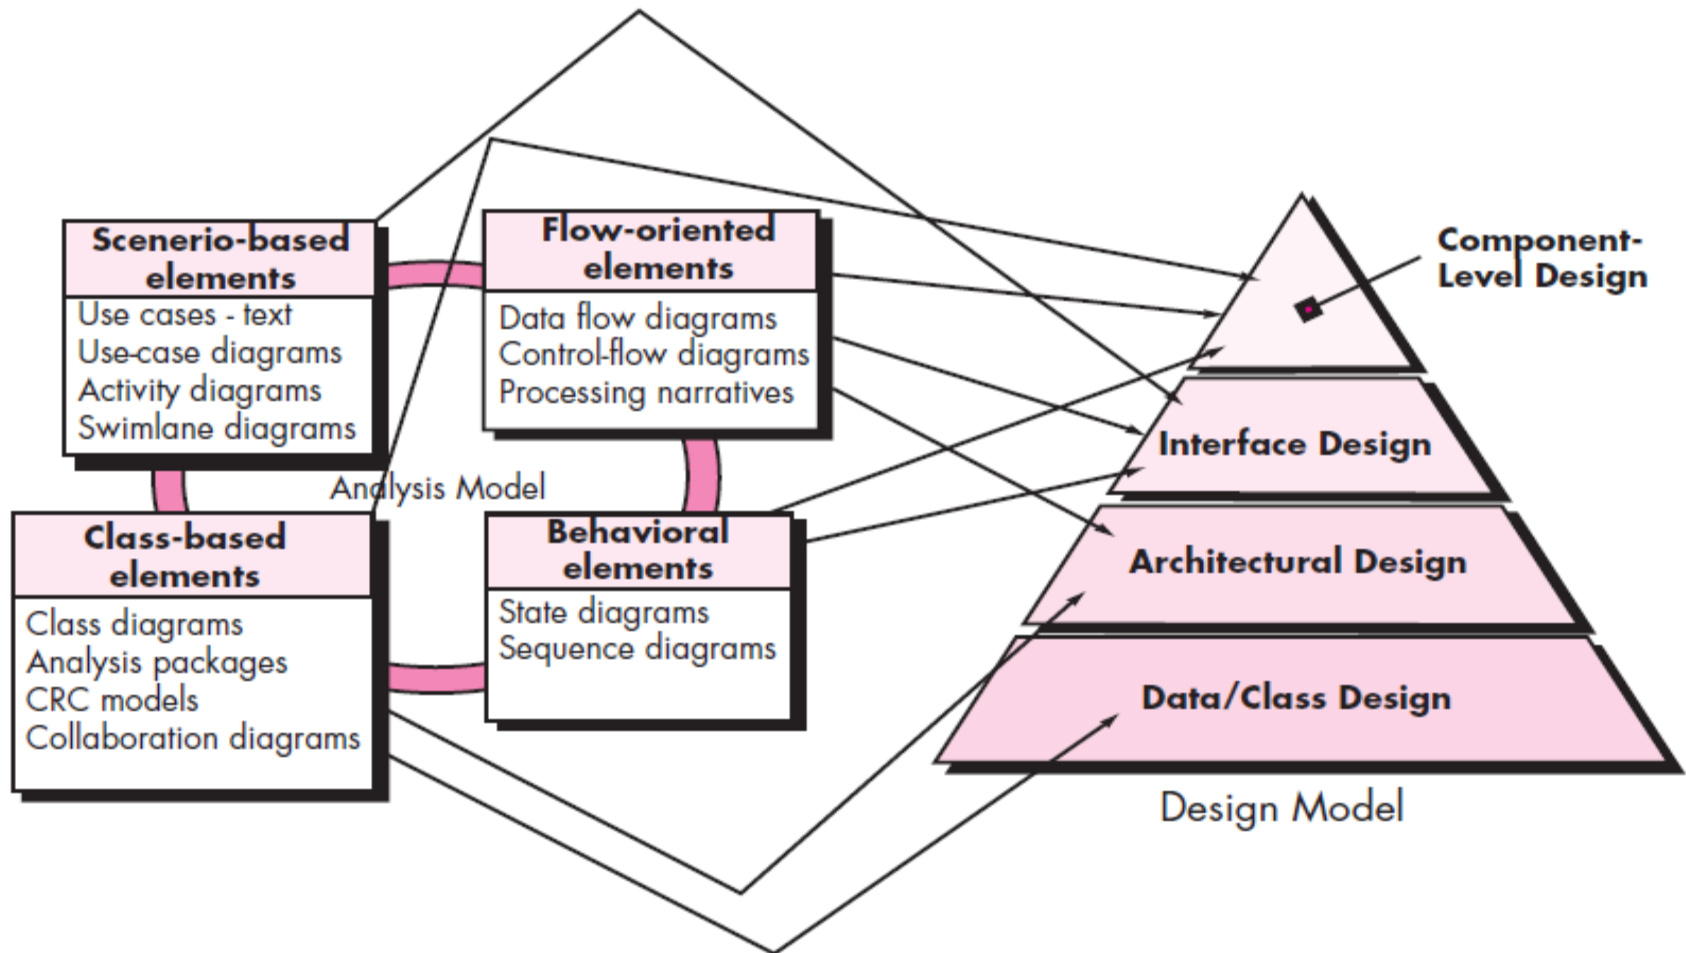 Scenerio-based
elements
Use cases - text
Use-case diagrams
Activity diagrams
Swimlane diagrams
Flow-oriented
elements
Data flow diagrams
Control-flow diagrams
Processing narratives
Analysis Model
Class-based
elements
Class diagrams
Analysis packages
CRC models
Collaboration diagrams
Behavioral
elements
State diagrams
Sequence diagrams
Component-
Level Design
Interface Design
Architectural Design
Data/Class Design
Design Model